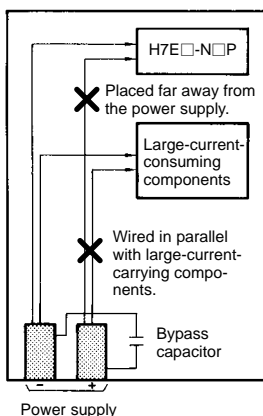 H7E□-N□P
Placed far away from
the power supply.
Large-current-
consuming
components
Wired in parallel
with large-current-
carrying compo-
nents.
Bypass
capacitor
− +
Power supply